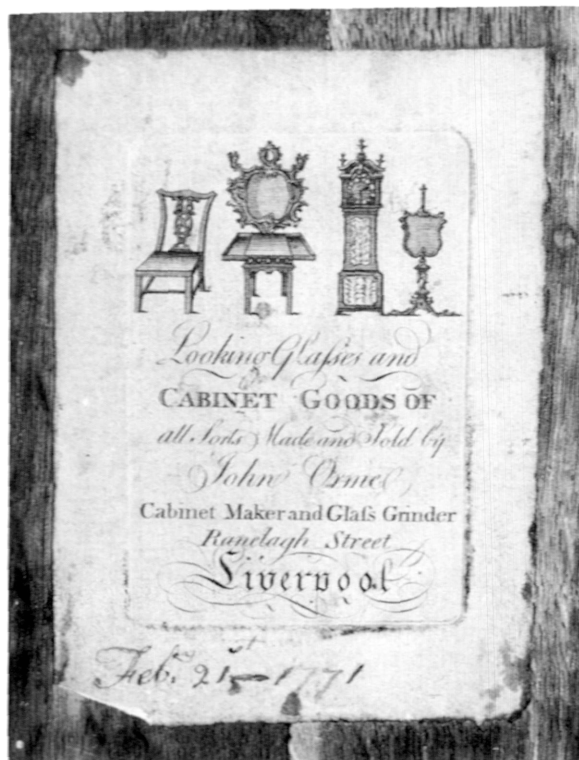 Looking Glaſses and
CABINET GOODS OF
all Sorts Made and Sold by
John Orme
Cabinet Maker and Glaſs Grinder
Ranelagh Street
Liverpool
Feb.ry 21st 1771